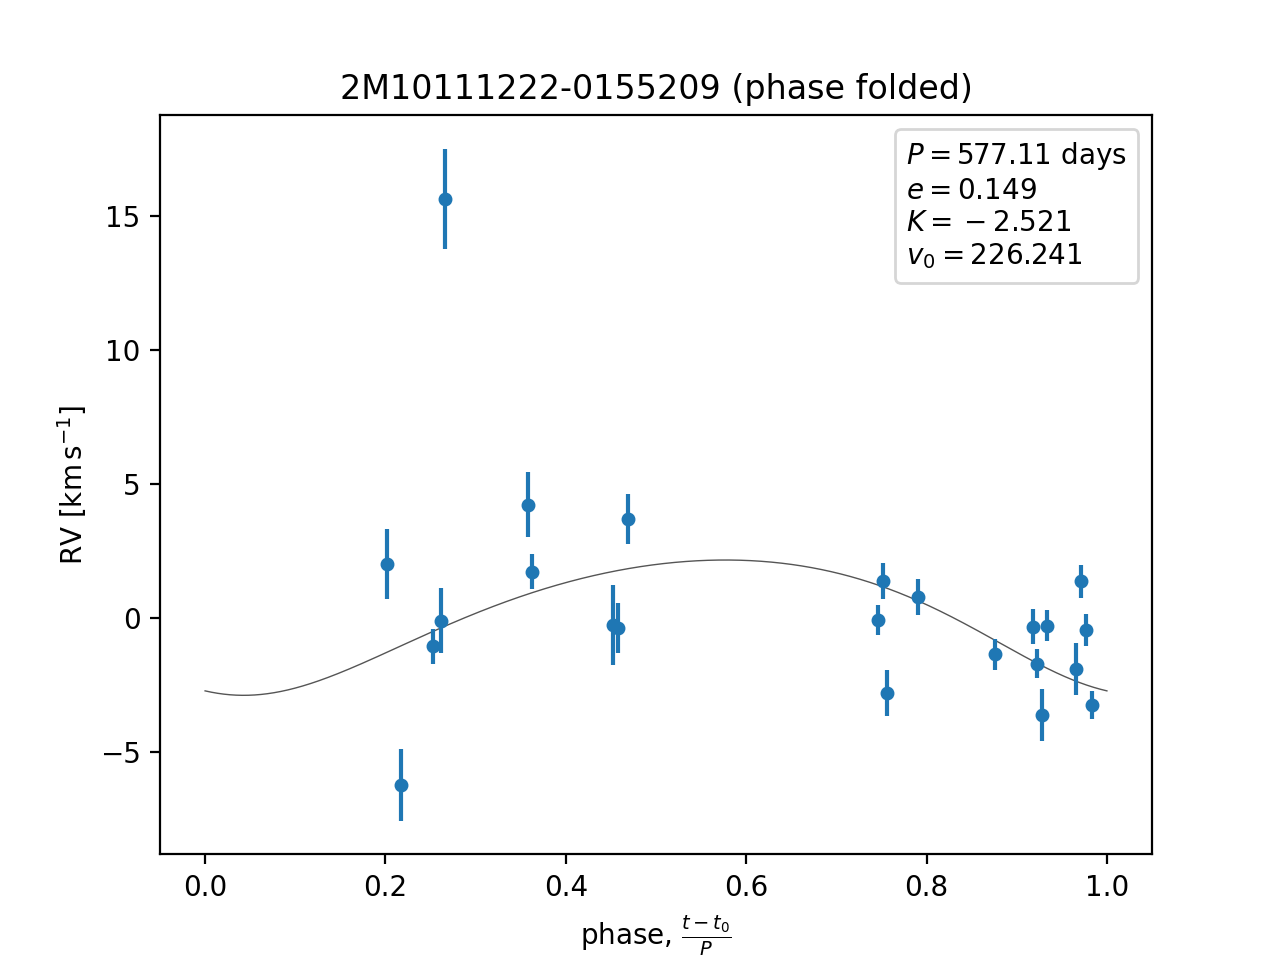 2M10111222-0155209 (phase folded)
P = 577.11 days
e = 0.149
K = −2.521
v₀ = 226.241
RV [km s⁻¹]
15
10
5
0
−5
0.0 0.2 0.4 0.6 0.8 1.0
phase, (t − t₀)/P